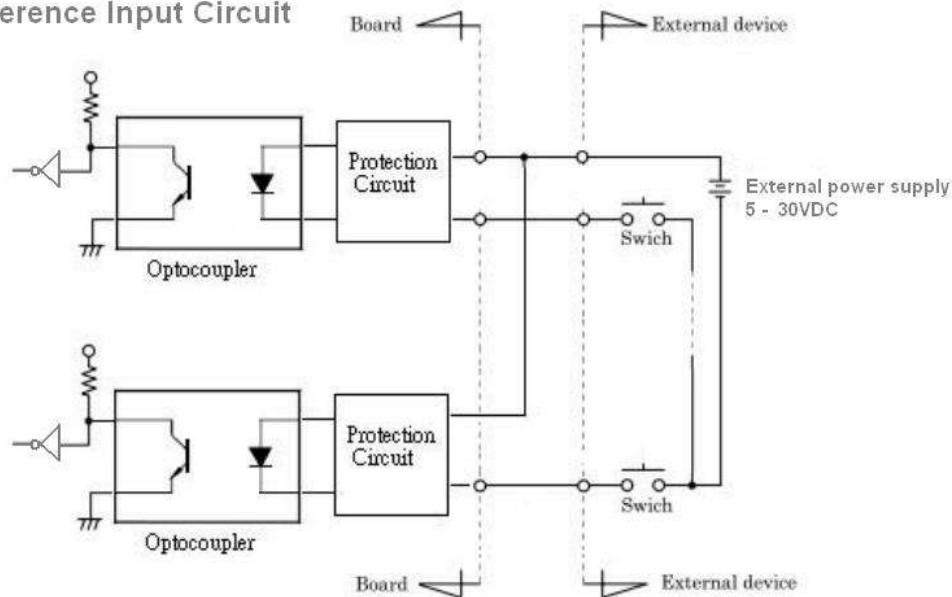 erence Input Circuit
Board
External device
Protection
Circuit
External power supply
5 - 30VDC
Swich
Optocoupler
Protection
Circuit
Swich
Optocoupler
Board
External device